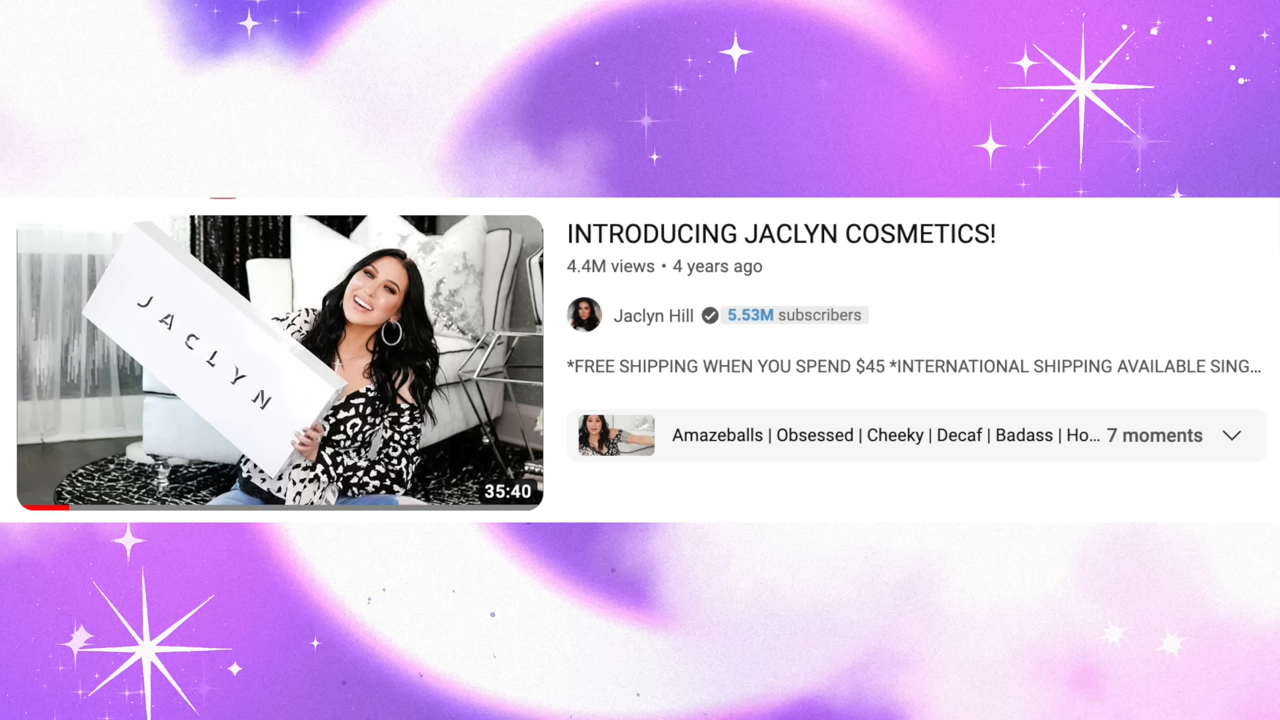 JACLYN
35:40
INTRODUCING JACLYN COSMETICS!
4.4M views • 4 years ago
Jaclyn Hill 5.53M subscribers
*FREE SHIPPING WHEN YOU SPEND $45 *INTERNATIONAL SHIPPING AVAILABLE SING...
Amazeballs | Obsessed | Cheeky | Decaf | Badass | Ho... 7 moments